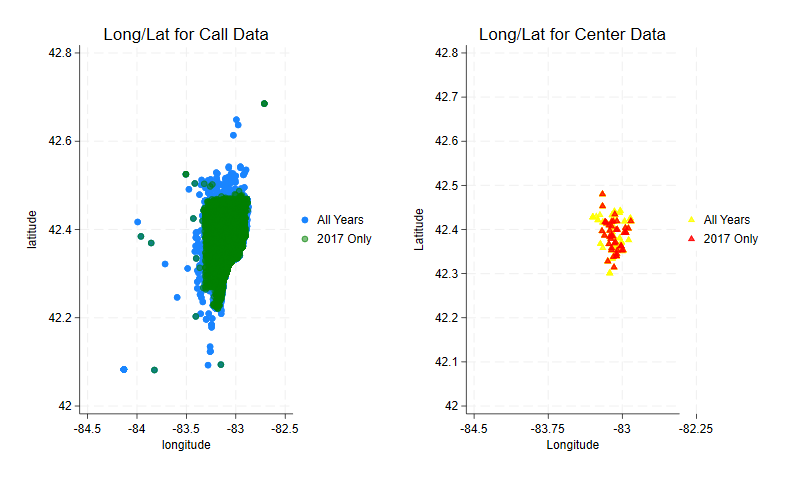 Long/Lat for Call Data
42.8
42.6
42.4
42.2
42
latitude
-84.5 -84 -83.5 -83 -82.5
longitude
All Years
2017 Only
Long/Lat for Center Data
42.8
42.7
42.6
42.5
42.4
42.3
42.2
42.1
42
Latitude
-84.5 -83.75 -83 -82.25
Longitude
All Years
2017 Only